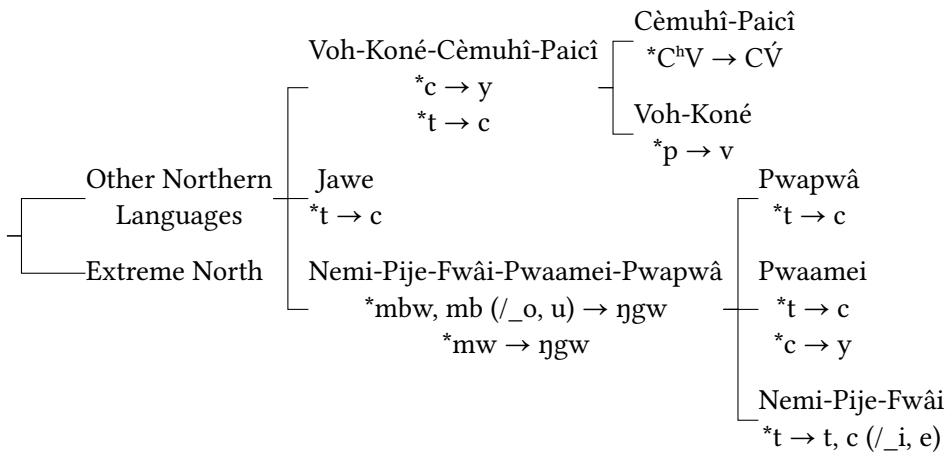 Cèmuhî-Paicî
*CʰV → CV́
Voh-Koné-Cèmuhî-Paicî
*c → y
*t → c
Voh-Koné
*p → v
Other Northern
Languages
Jawe
*t → c
Extreme North
Nemi-Pije-Fwâi-Pwaamei-Pwapwâ
*mbw, mb (/_o, u) → ŋgw
*mw → ŋgw
Pwapwâ
*t → c
Pwaamei
*t → c
*c → y
Nemi-Pije-Fwâi
*t → t, c (/_i, e)